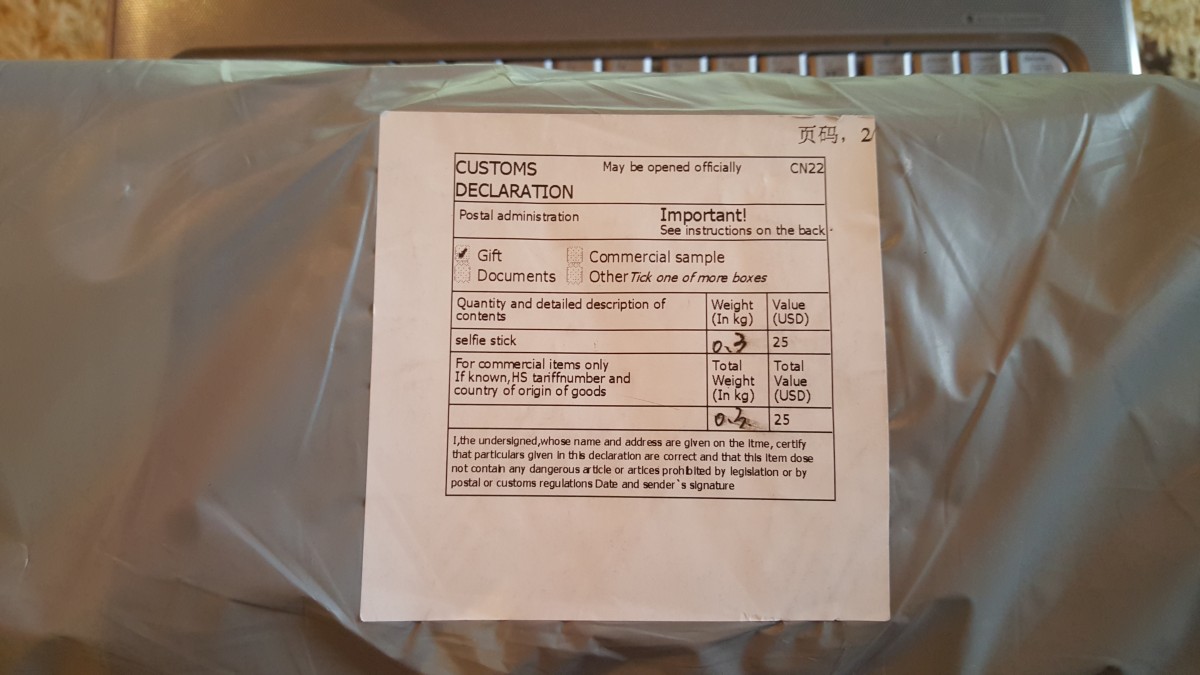 页码，2
CUSTOMS DECLARATION May be opened officially CN22
Postal administration Important!
See instructions on the back
✓ Gift Commercial sample
Documents Other Tick one of more boxes
Quantity and detailed description of contents Weight (In kg) Value (USD)
selfie stick 0.3 25
For commercial items only
If known,HS tariffnumber and
country of origin of goods Total Weight (In kg) Total Value (USD)
0.3 25
I,the undersigned,whose name and address are given on the itme, certify
that particulars given in this declaration are correct and that this item dose
not contain any dangerous article or artices prohibited by legislation or by
postal or customs regulations Date and sender`s signature